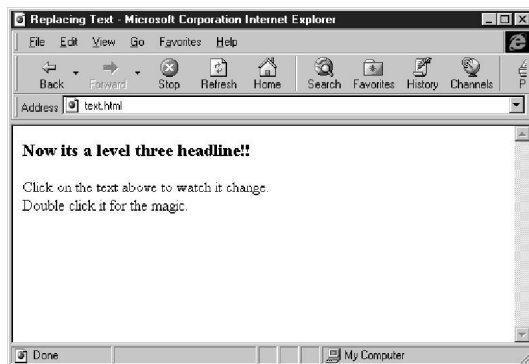 Replacing Text - Microsoft Corporation Internet Explorer
File Edit View Go Favorites Help
Back Forward Stop Refresh Home Search Favorites History Channels P
Address text.html
Now its a level three headline!!
Click on the text above to watch it change.
Double click it for the magic.
Done My Computer